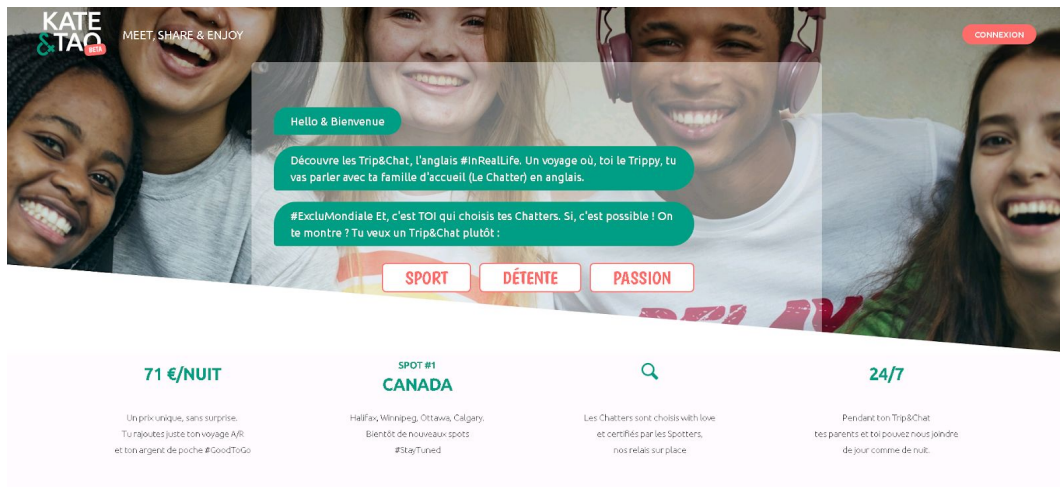 KATE
&TAO
BETA
MEET, SHARE & ENJOY
CONNEXION
Hello & Bienvenue
Découvre les Trip&Chat, l'anglais #InRealLife. Un voyage où, toi le Trippy, tu
vas parler avec ta famille d'accueil (Le Chatter) en anglais.
#ExcluMondiale Et, c'est TOI qui choisis tes Chatters. Si, c'est possible ! On
te montre ? Tu veux un Trip&Chat plutôt :
SPORT
DÉTENTE
PASSION
71 €/NUIT
Un prix unique, sans surprise.
Tu rajoutes juste ton voyage A/R
et ton argent de poche #GoodToGo
SPOT #1
CANADA
Halifax, Winnipeg, Ottawa, Calgary.
Bientôt de nouveaux spots
#StayTuned
Les Chatters sont choisis with love
et certifiés par les Spotters,
nos relais sur place.
24/7
Pendant ton Trip&Chat
tes parents et toi pouvez nous joindre
de jour comme de nuit.